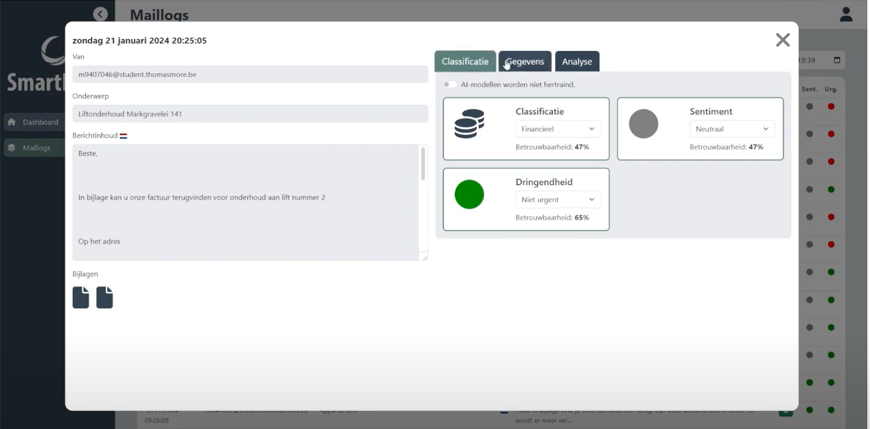 Maillogs
zondag 21 januari 2024 20:25:05
Van
m9407046@student.thomasmore.be
Onderwerp
Liftonderhoud Markgravelei 141
Berichtinhoud
Beste,
In bijlage kan u onze factuur terugvinden voor onderhoud aan lift nummer 2
Op het adres
Bijlagen
Classificatie
Gegevens
Analyse
AI-modellen worden niet hertraind.
Classificatie
Financieel
Betrouwbaarheid: 47%
Sentiment
Neutraal
Betrouwbaarheid: 47%
Dringendheid
Niet urgent
Betrouwbaarheid: 65%
Dashboard
Maillogs
Sent. Urg.
09:26:08
wordt er meer ver...